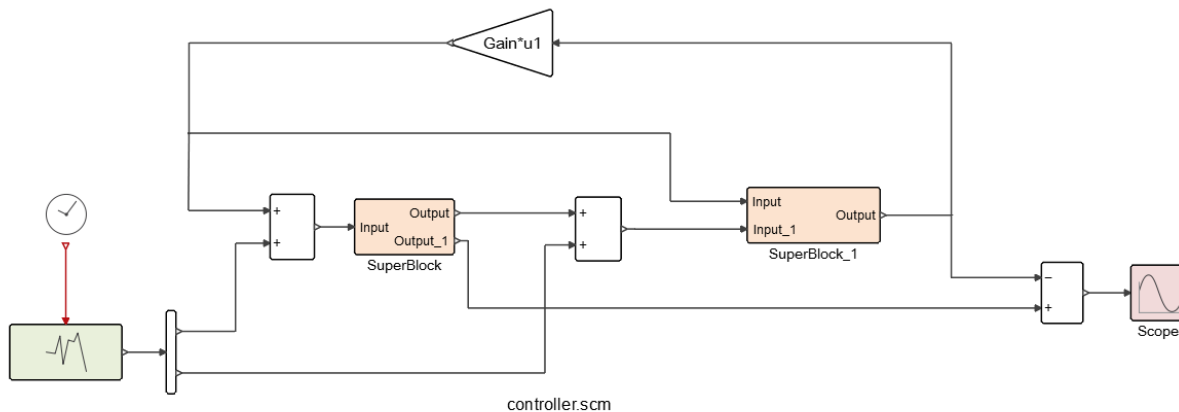 Gain*u1
+
+
Input
Output
Output_1
SuperBlock
+
+
Input
Input_1
Output
SuperBlock_1
−
+
Scope
controller.scm